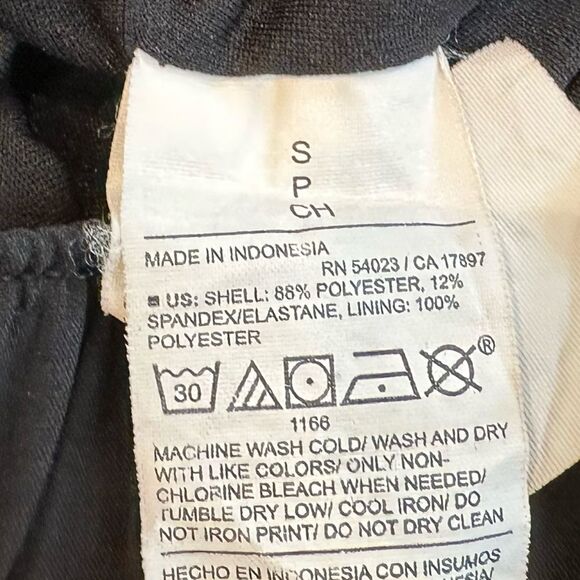 S
P
CH
MADE IN INDONESIA
RN 54023 / CA 17897
US: SHELL: 88% POLYESTER, 12%
SPANDEX/ELASTANE, LINING: 100%
POLYESTER
30
®
1166
MACHINE WASH COLD/ WASH AND DRY
WITH LIKE COLORS/ ONLY NON-
CHLORINE BLEACH WHEN NEEDED/
TUMBLE DRY LOW/ COOL IRON/ DO
NOT IRON PRINT/ DO NOT DRY CLEAN
HECHO EN INDONESIA CON INSUMOS